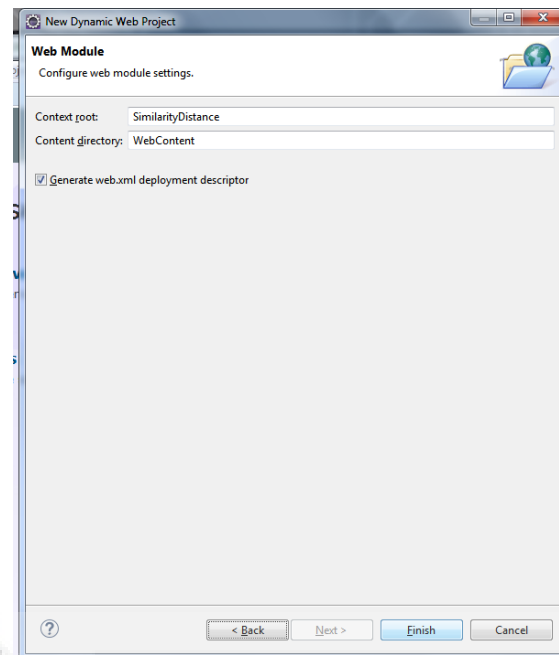 New Dynamic Web Project
Web Module
Configure web module settings.
Context root: SimilarityDistance
Content directory: WebContent
Generate web.xml deployment descriptor
< Back Next > Finish Cancel